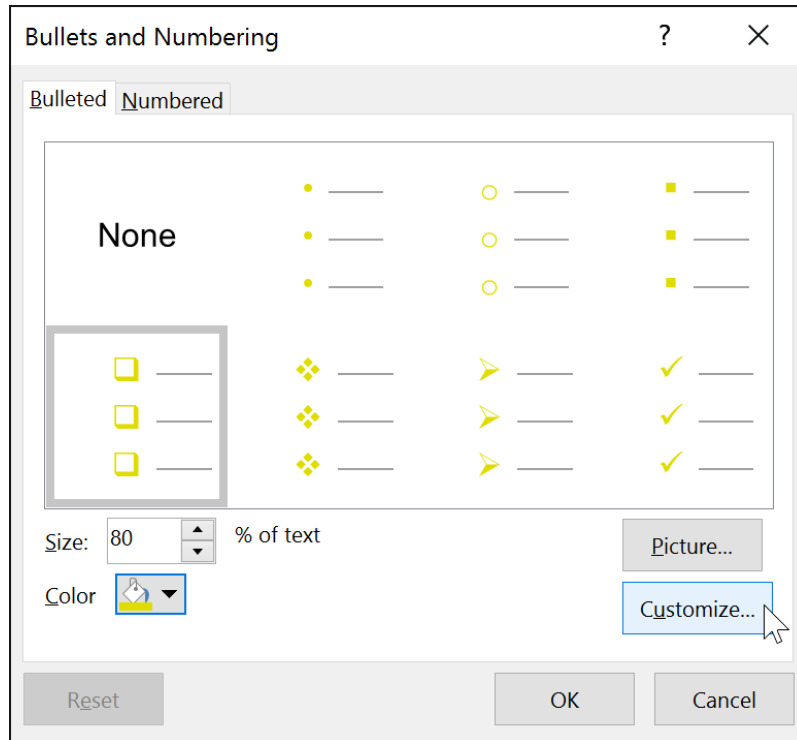 Bullets and Numbering
Bulleted Numbered
None
Size: 80 % of text
Picture...
Color
Customize...
Reset OK Cancel